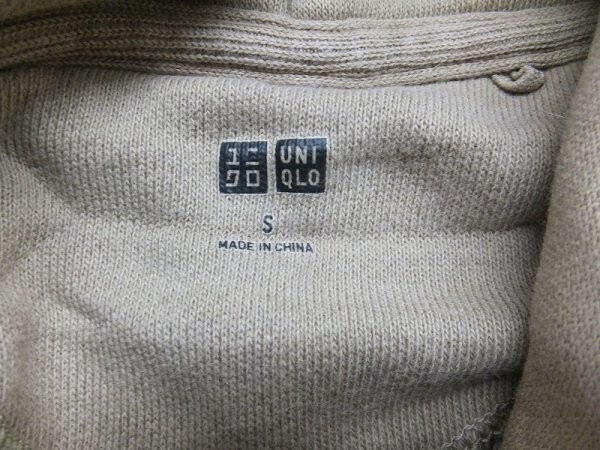 ユニ UNI
クロ QLO
S
MADE IN CHINA